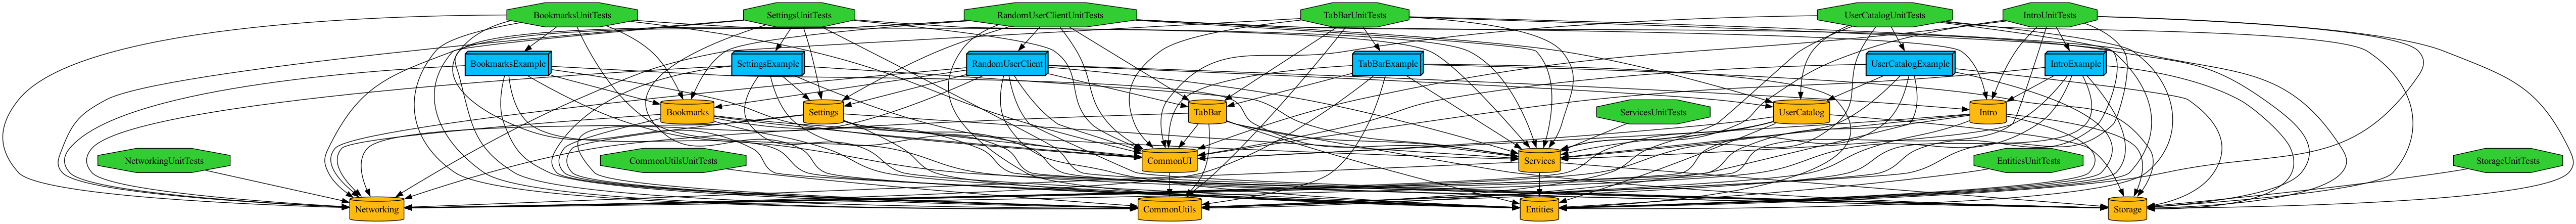 BookmarksUnitTests
SettingsUnitTests
RandomUserClientUnitTests
TabBarUnitTests
UserCatalogUnitTests
IntroUnitTests
BookmarksExample
SettingsExample
RandomUserClient
TabBarExample
UserCatalogExample
IntroExample
Bookmarks
Settings
TabBar
ServicesUnitTests
UserCatalog
Intro
NetworkingUnitTests
CommonUtilsUnitTests
CommonUI
Services
EntitiesUnitTests
StorageUnitTests
Networking
CommonUtils
Entities
Storage